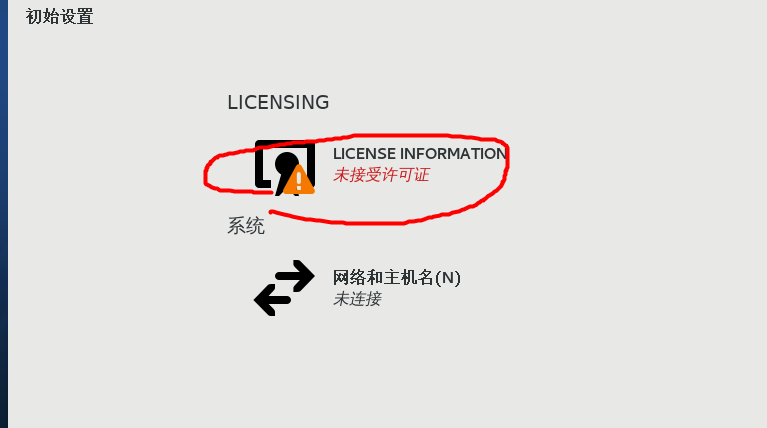 初始设置
LICENSING
LICENSE INFORMATION
未接受许可证
系统
网络和主机名(N)
未连接